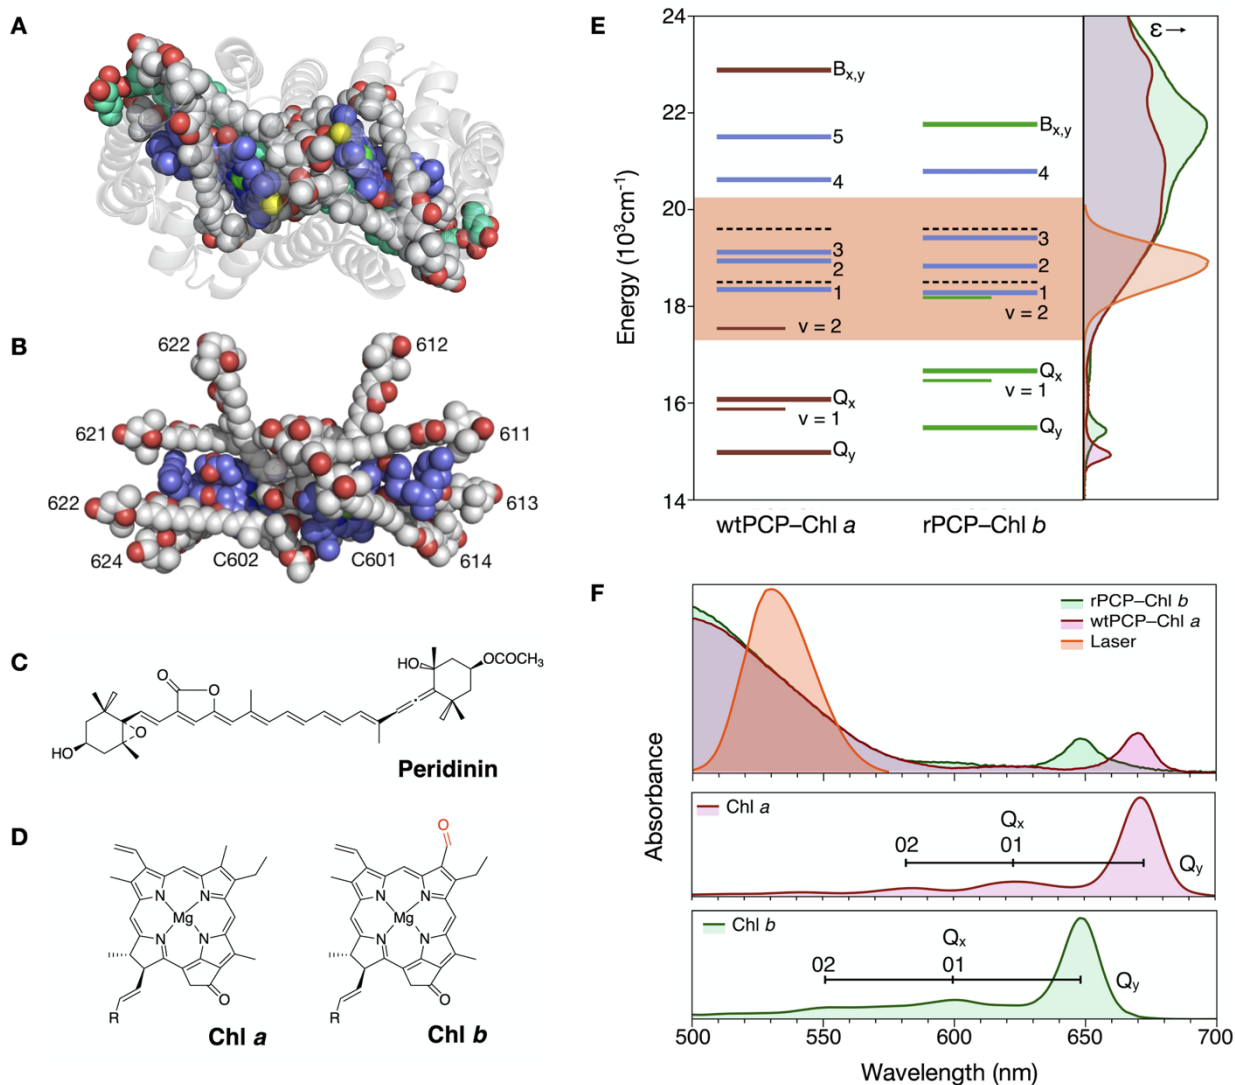 A
B
622
612
621
611
622
613
624
C602
C601
614
C
O
O
HO
OCOCH3
O
HO
Peridinin
D
N
N
Mg
N
N
O
R
Chl a
O
N
N
Mg
N
N
O
R
Chl b
E
Energy (10³cm⁻¹)
24
22
20
18
16
14
Bx,y
5
4
3
2
1
v = 2
Qx
v = 1
Qy
wtPCP–Chl a
Bx,y
4
3
2
1
v = 2
Qx
v = 1
Qy
rPCP–Chl b
ε→
F
rPCP–Chl b
wtPCP–Chl a
Laser
Absorbance
Chl a
Qx
02
01
Qy
Chl b
Qx
02
01
Qy
500
550
600
650
700
Wavelength (nm)